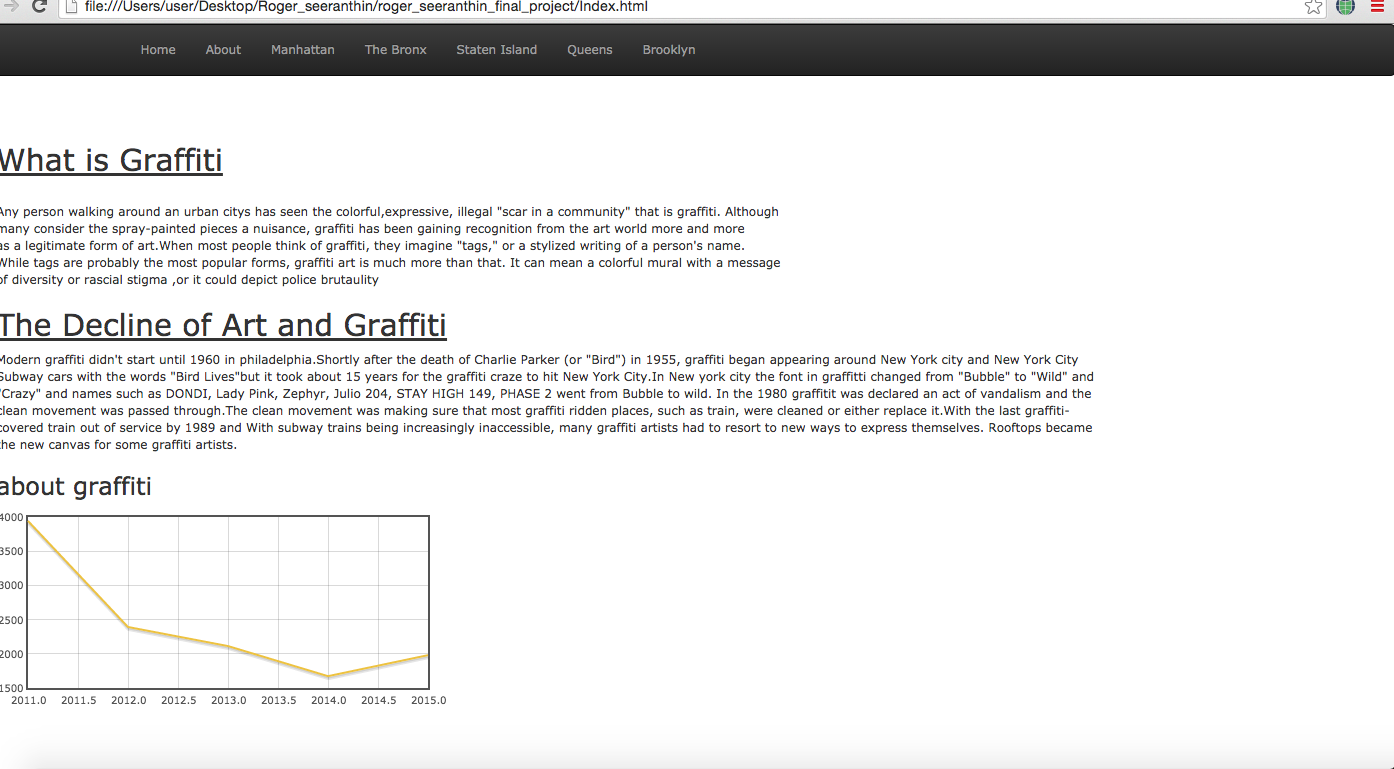 file:///Users/user/Desktop/Roger_seeranthin/roger_seeranthin_final_project/Index.html
Home About Manhattan The Bronx Staten Island Queens Brooklyn
What is Graffiti
Any person walking around an urban citys has seen the colorful,expressive, illegal "scar in a community" that is graffiti. Although
many consider the spray-painted pieces a nuisance, graffiti has been gaining recognition from the art world more and more
as a legitimate form of art.When most people think of graffiti, they imagine "tags," or a stylized writing of a person's name.
While tags are probably the most popular forms, graffiti art is much more than that. It can mean a colorful mural with a message
of diversity or rascial stigma ,or it could depict police brutaulity
The Decline of Art and Graffiti
Modern graffiti didn't start until 1960 in philadelphia.Shortly after the death of Charlie Parker (or "Bird") in 1955, graffiti began appearing around New York city and New York City
Subway cars with the words "Bird Lives"but it took about 15 years for the graffiti craze to hit New York City.In New york city the font in graffitti changed from "Bubble" to "Wild" and
"Crazy" and names such as DONDI, Lady Pink, Zephyr, Julio 204, STAY HIGH 149, PHASE 2 went from Bubble to wild. In the 1980 graffitit was declared an act of vandalism and the
clean movement was passed through.The clean movement was making sure that most graffiti ridden places, such as train, were cleaned or either replace it.With the last graffiti-
covered train out of service by 1989 and With subway trains being increasingly inaccessible, many graffiti artists had to resort to new ways to express themselves. Rooftops became
the new canvas for some graffiti artists.
about graffiti
4000
3500
3000
2500
2000
1500
2011.0 2011.5 2012.0 2012.5 2013.0 2013.5 2014.0 2014.5 2015.0